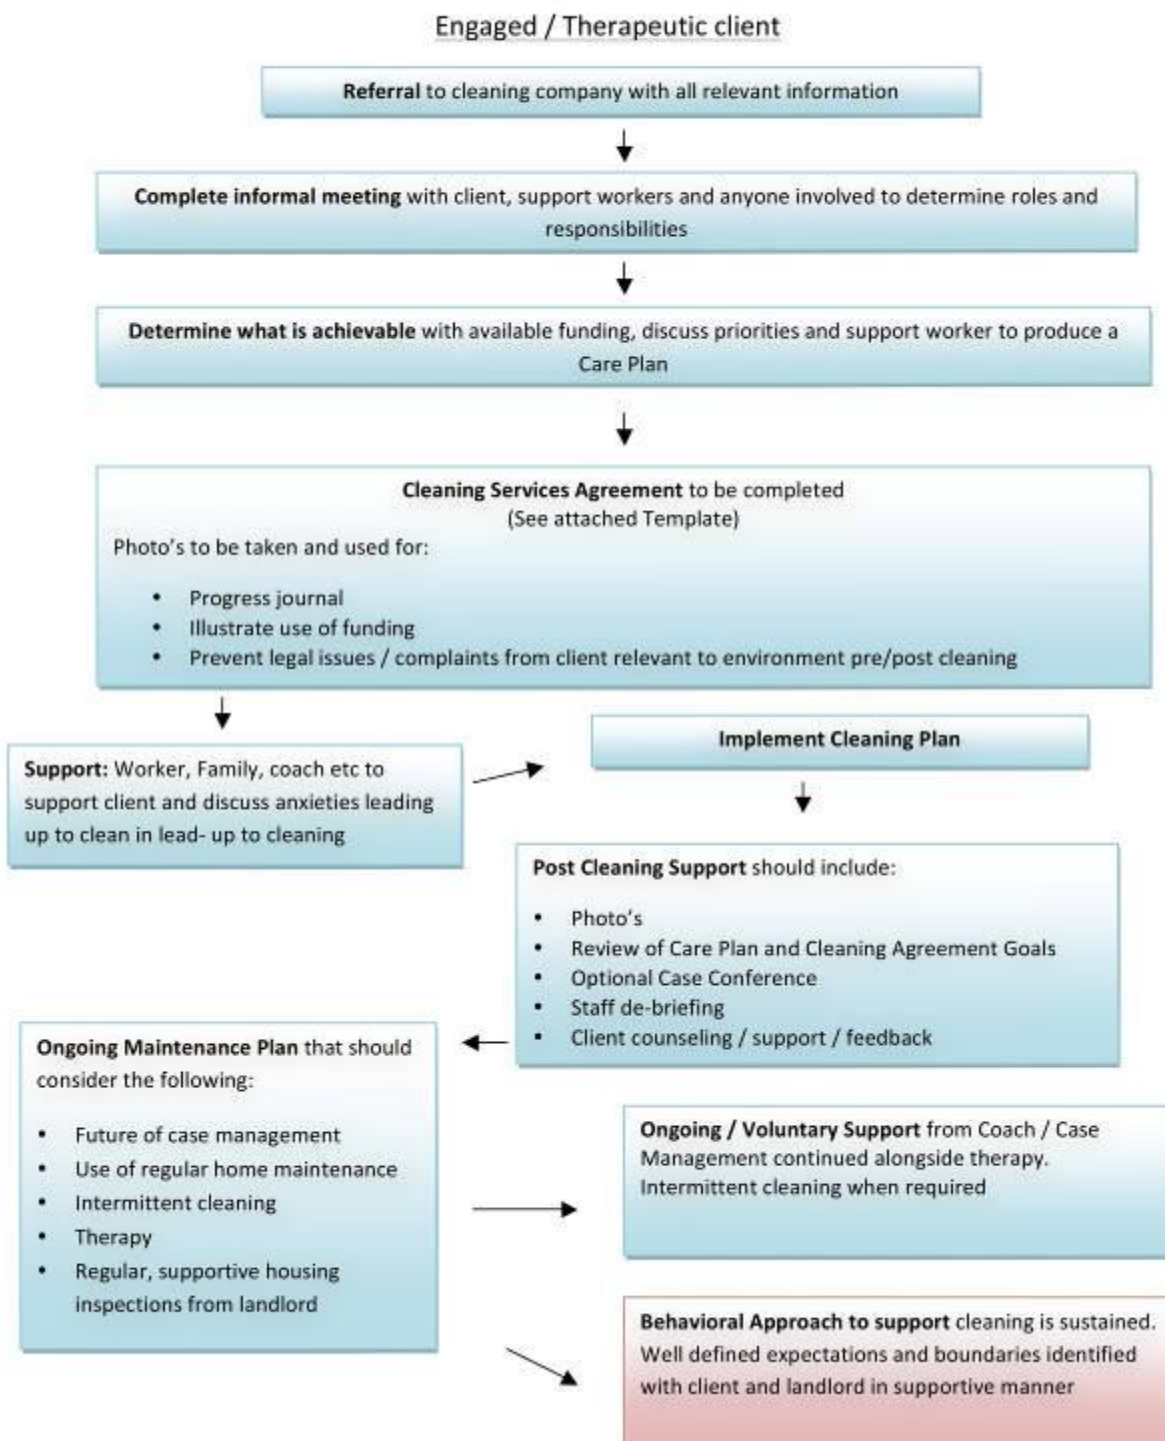 Engaged / Therapeutic client
Referral to cleaning company with all relevant information
Complete informal meeting with client, support workers and anyone involved to determine roles and
responsibilities
Determine what is achievable with available funding, discuss priorities and support worker to produce a
Care Plan
Cleaning Services Agreement to be completed
(See attached Template)
Photo's to be taken and used for:
• Progress journal
• Illustrate use of funding
• Prevent legal issues / complaints from client relevant to environment pre/post cleaning
Support: Worker, Family, coach etc to
support client and discuss anxieties leading
up to clean in lead- up to cleaning
Implement Cleaning Plan
Post Cleaning Support should include:
• Photo's
• Review of Care Plan and Cleaning Agreement Goals
• Optional Case Conference
• Staff de-briefing
• Client counseling / support / feedback
Ongoing Maintenance Plan that should
consider the following:
• Future of case management
• Use of regular home maintenance
• Intermittent cleaning
• Therapy
• Regular, supportive housing
inspections from landlord
Ongoing / Voluntary Support from Coach / Case
Management continued alongside therapy.
Intermittent cleaning when required
Behavioral Approach to support cleaning is sustained.
Well defined expectations and boundaries identified
with client and landlord in supportive manner